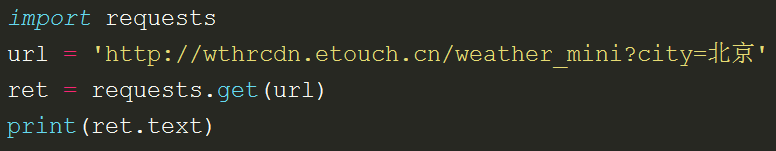 import requests
url = 'http://wthrcdn.etouch.cn/weather_mini?city=北京'
ret = requests.get(url)
print(ret.text)